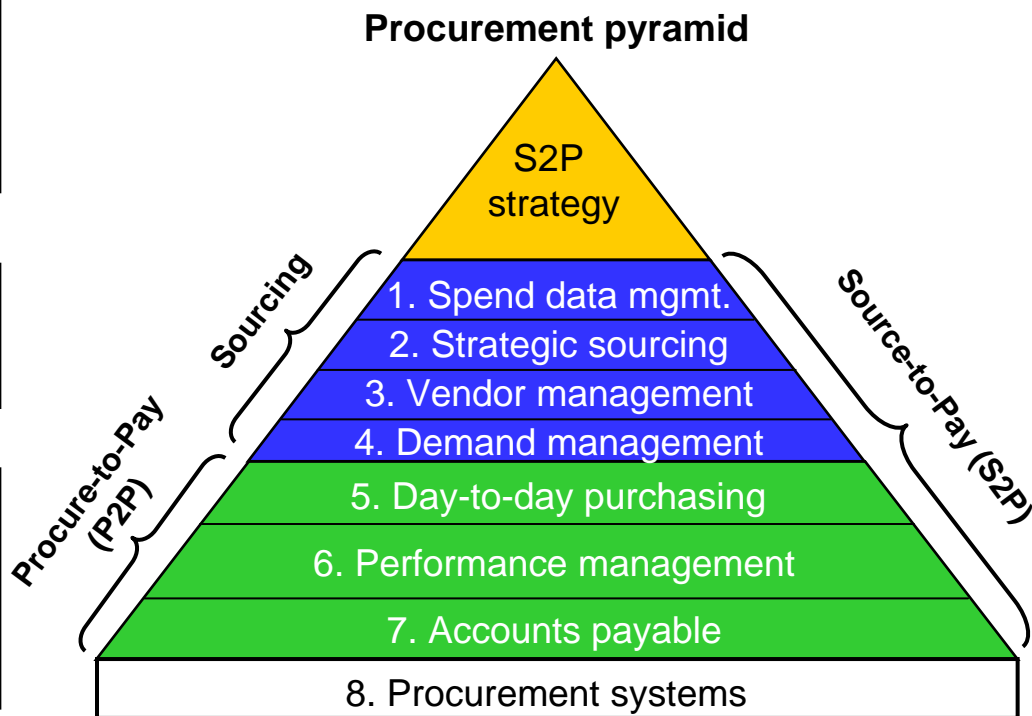 Procurement pyramid
S2P
strategy
Sourcing
1. Spend data mgmt.
2. Strategic sourcing
3. Vendor management
4. Demand management
Source-to-Pay (S2P)
Procure-to-Pay
(P2P)
5. Day-to-day purchasing
6. Performance management
7. Accounts payable
8. Procurement systems